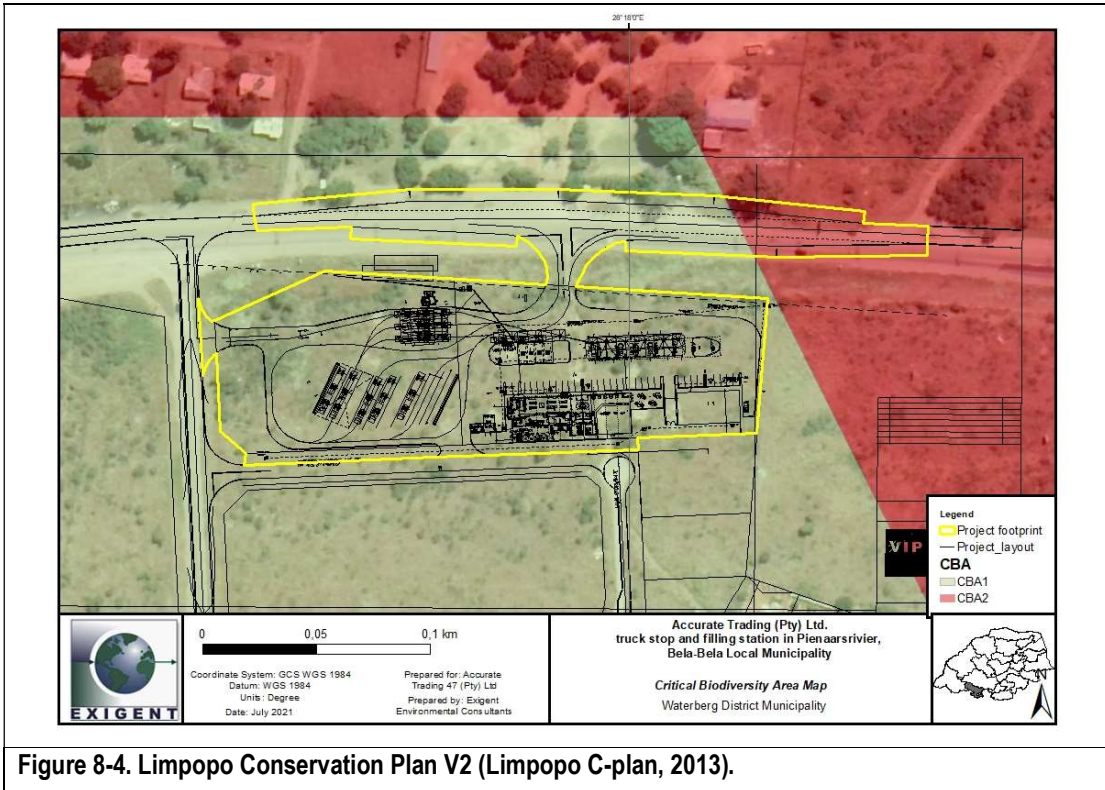 28°18'0"E
Legend
Project footprint
Project_layout
CBA
CBA1
CBA2
VIP
EXIGENT
0 0,05 0,1 km
Coordinate System: GCS WGS 1984
Datum: WGS 1984
Units: Degree
Date: July 2021
Prepared for: Accurate
Trading 47 (Pty) Ltd
Prepared by: Exigent
Environmental Consultants
Accurate Trading (Pty) Ltd.
truck stop and filling station in Pienaarsrivier,
Bela-Bela Local Municipality
Critical Biodiversity Area Map
Waterberg District Municipality
Figure 8-4. Limpopo Conservation Plan V2 (Limpopo C-plan, 2013).